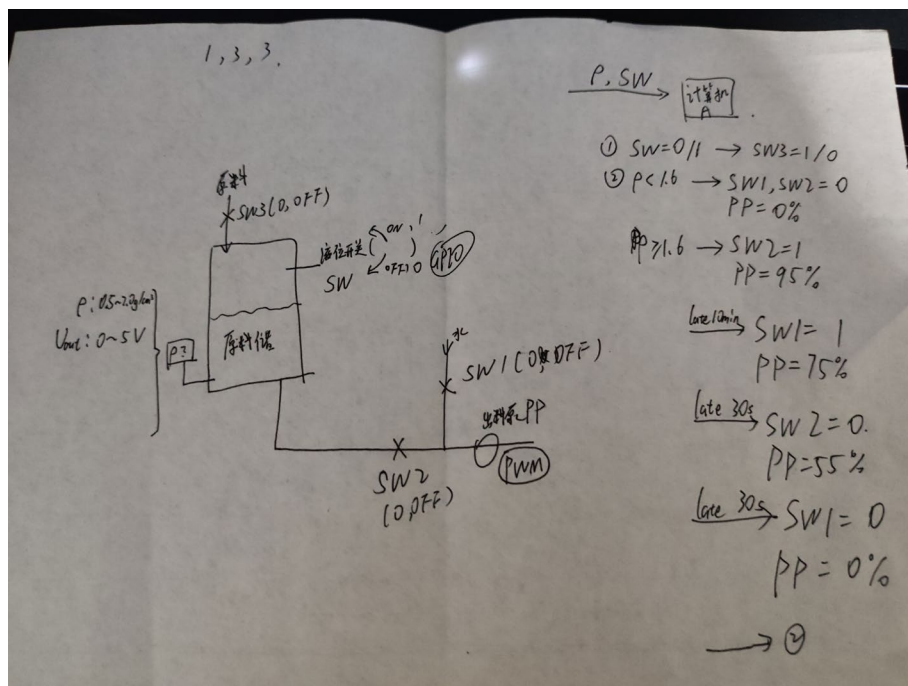 1, 3, 3.
ρ, SW
计算机
A
① SW=0/1 → SW3=1/0
② ρ<1.6 → SW1, SW2=0
PP=0%
ρ≥1.6 → SW2=1
PP=95%
late 10min
SW1=1
PP=75%
late 30s
SW2=0.
PP=55%
late 30s
SW1=0
PP=0%
→ ②
原料
SW3(0,OFF)
液位开关
SW
ON:1
OFF:0
GPIO
ρ:0.5~2.0g/cm³
Uout:0~5V
原料储
水
SW1(0,OFF)
出料泵PP
PWM
SW2
(0,OFF)